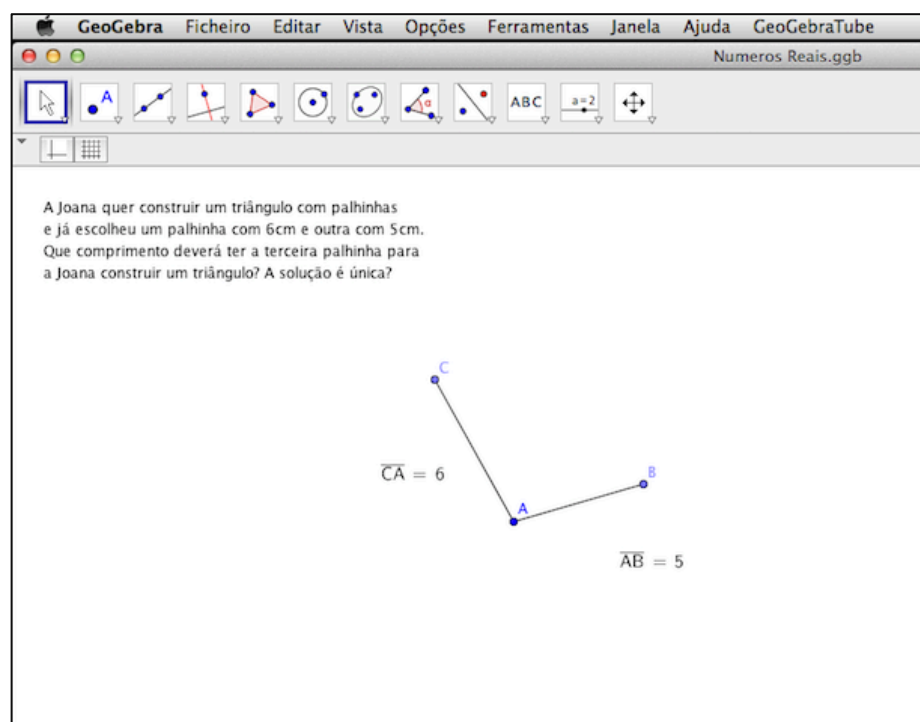 GeoGebra Ficheiro Editar Vista Opções Ferramentas Janela Ajuda GeoGebraTube
Numeros Reais.ggb
A α ABC a=2
A Joana quer construir um triângulo com palhinhas
e já escolheu um palhinha com 6cm e outra com 5cm.
Que comprimento deverá ter a terceira palhinha para
a Joana construir um triângulo? A solução é única?
C
CA = 6
B
A
AB = 5